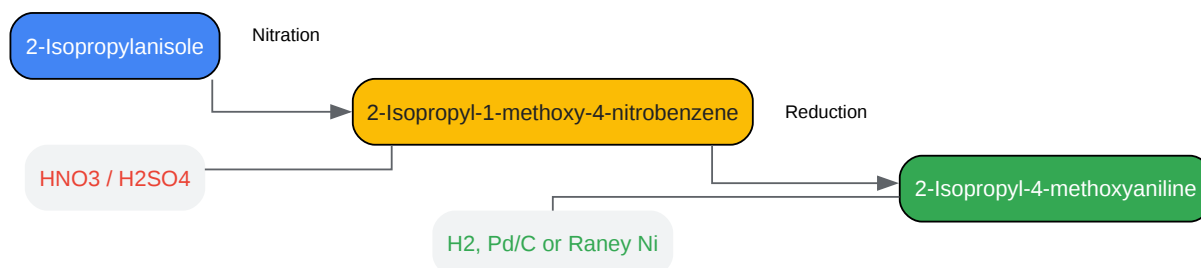 2-Isopropylanisole
Nitration
2-Isopropyl-1-methoxy-4-nitrobenzene
Reduction
HNO3 / H2SO4
2-Isopropyl-4-methoxyaniline
H2, Pd/C or Raney Ni